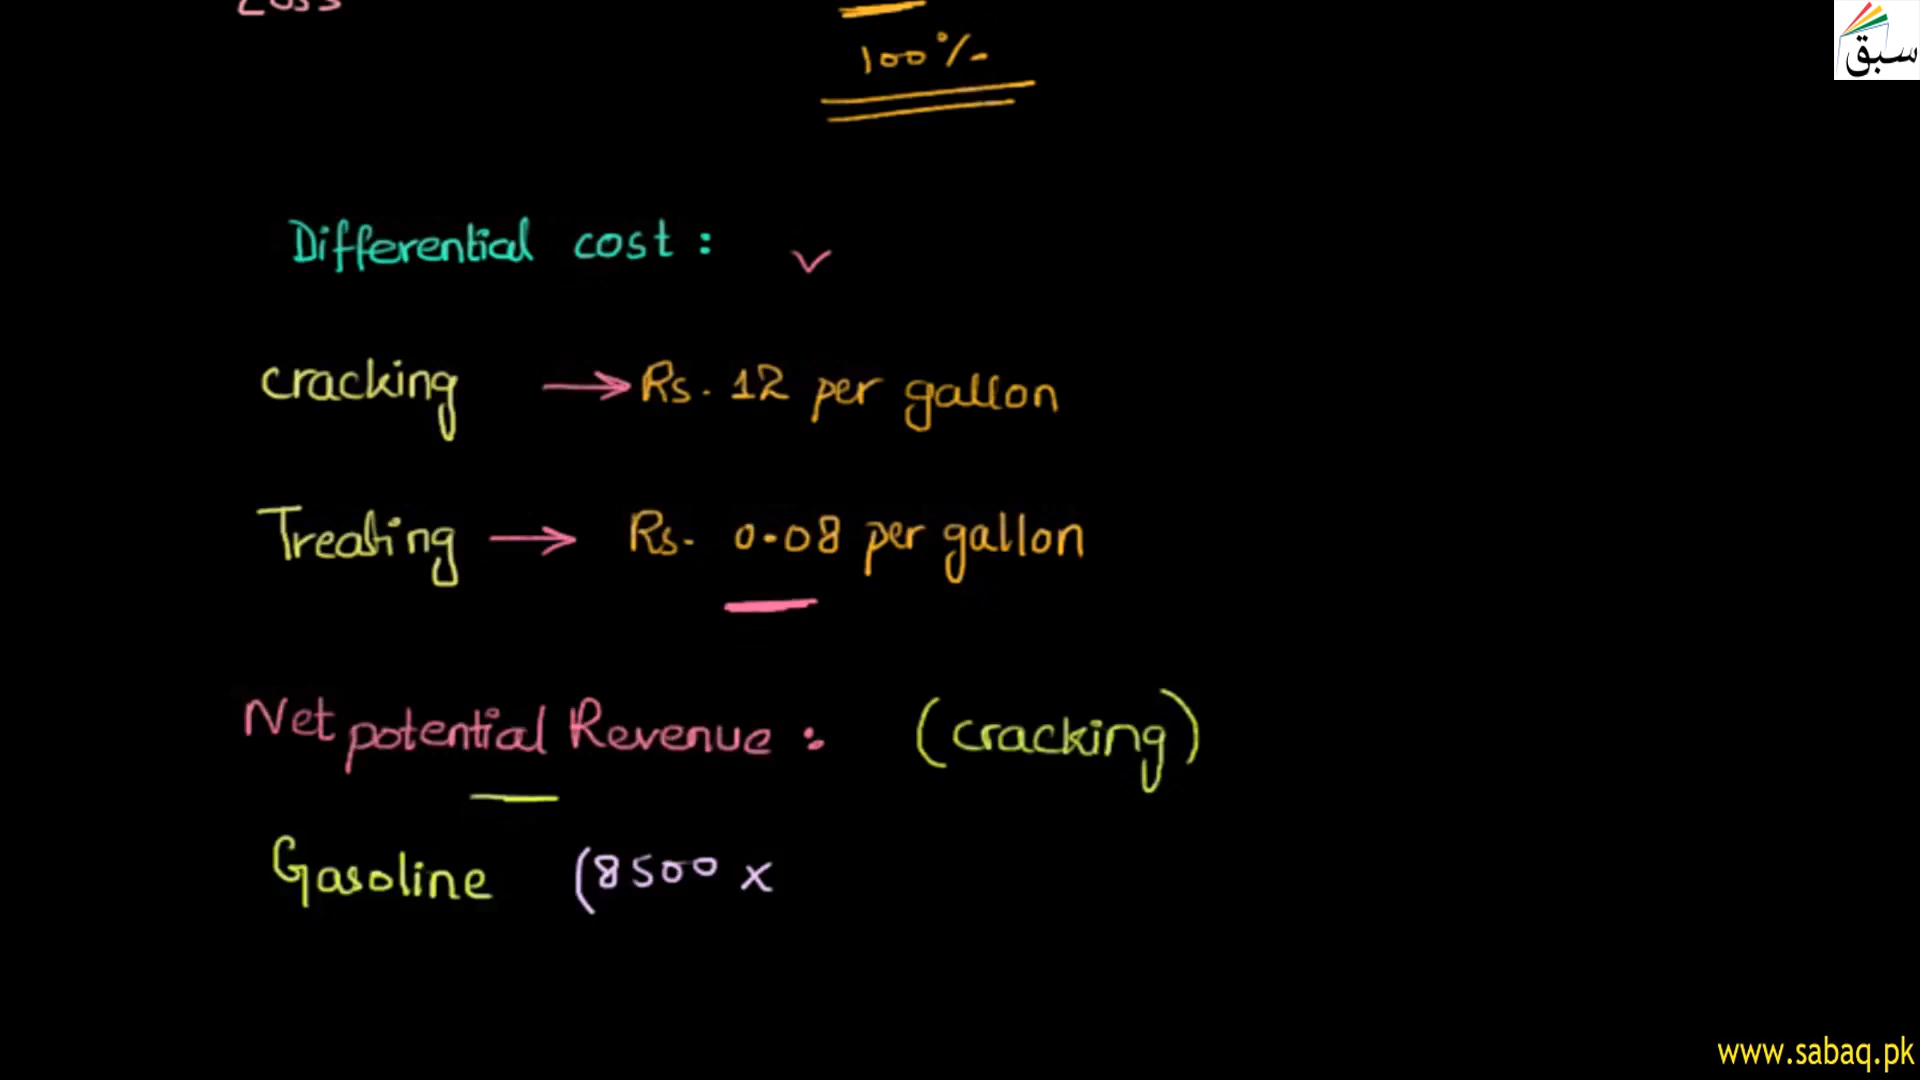 Loss
100%
سبق
Differential cost :
cracking → Rs. 12 per gallon
Treating → Rs. 0.08 per gallon
Net potential Revenue : (cracking)
Gasoline (8500 x
www.sabaq.pk